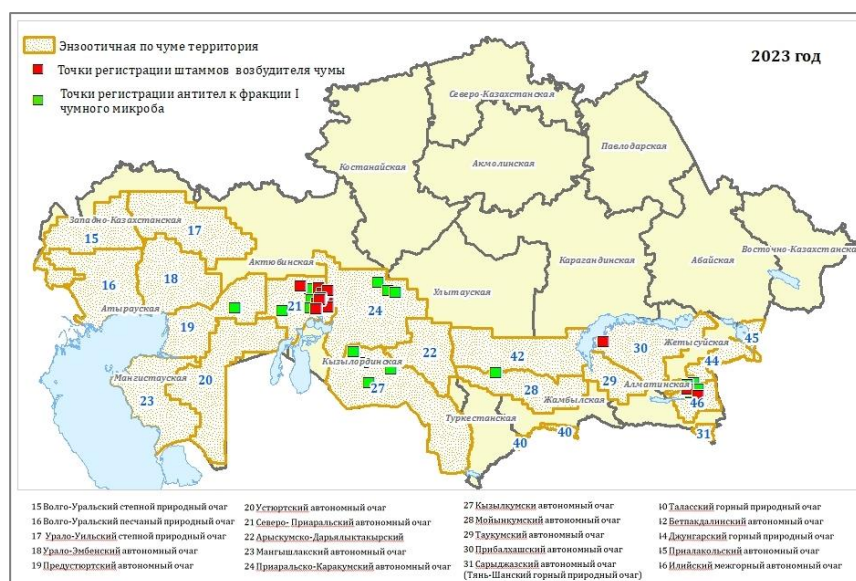 Энзоотичная по чуме территория
2023 год
Точки регистрации штаммов возбудителя чумы
Точки регистрации антител к фракции I
чумного микроба
Северо-Казахстанская
Павлодарская
Костанайская
Акмолинская
Западно-Казахстанская
15
17
Актюбинская
Карагандинская
Абайская
Восточно-Казахстанская
16
18
Улытауская
Атырауская
21
24
19
30
Жетысуйская
45
22
42
44
Кызылординская
Мангистауская
20
29
Алматинская
23
27
28
Жамбылская
46
Туркестанская
40
40
31
15 Волго-Уральский степной природный очаг
16 Волго-Уральский песчаный природный очаг
17 Урало-Уильский степной природный очаг
18 Урало-Эмбенский автономный очаг
19 Предустюртский автономный очаг
20 Устюртский автономный очаг
21 Северо- Приаральский автономный очаг
22 Арыскумско-Дарьялыктакырский
23 Мангышлакский автономный очаг
24 Приаральско-Каракумский автономный очаг
27 Кызылкумски автономный очаг
28 Мойынкумский автономный очаг
29 Таукумский автономный очаг
30 Прибалхашский автономный очаг
31 Сарыджазский автономный очаг
(Тянь-Шанский горный природный очаг)
40 Таласский горный природный очаг
42 Бетпакдалинский автономный очаг
44 Джунгарский автономный очаг
45 Приалакольский автономный очаг
46 Илийский межгорный автономный очаг